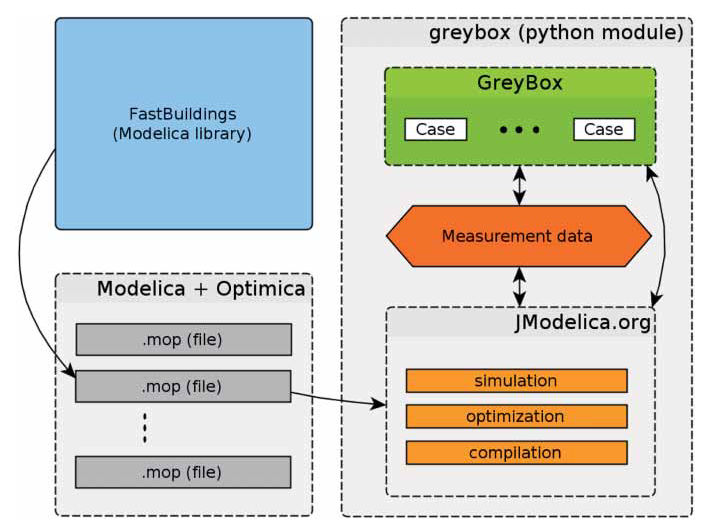 FastBuildings
(Modelica library)
Modelica + Optimica
.mop (file)
.mop (file)
.mop (file)
greybox (python module)
GreyBox
Case
Case
Measurement data
JModelica.org
simulation
optimization
compilation